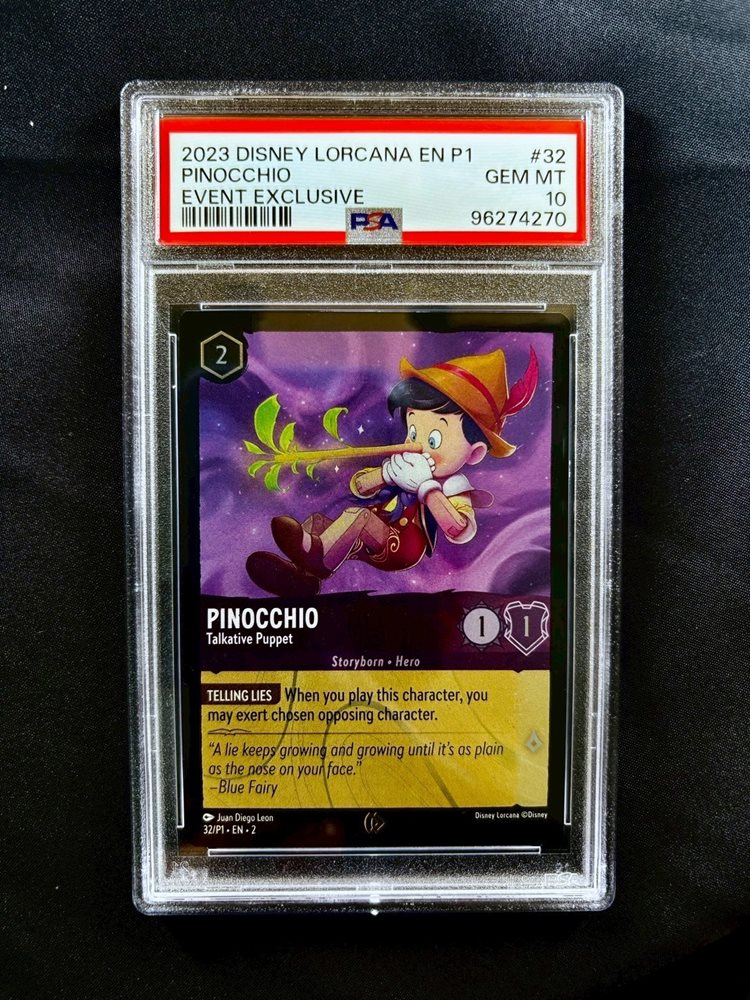 2023 DISNEY LORCANA EN P1 #32
PINOCCHIO GEM MT
EVENT EXCLUSIVE 10
PSA 96274270
2
PINOCCHIO
Talkative Puppet
1 1
Storyborn • Hero
TELLING LIES When you play this character, you
may exert chosen opposing character.
"A lie keeps growing and growing until it's as plain
as the nose on your face."
–Blue Fairy
Juan Diego Leon Disney Lorcana ©Disney
32/P1 • EN • 2